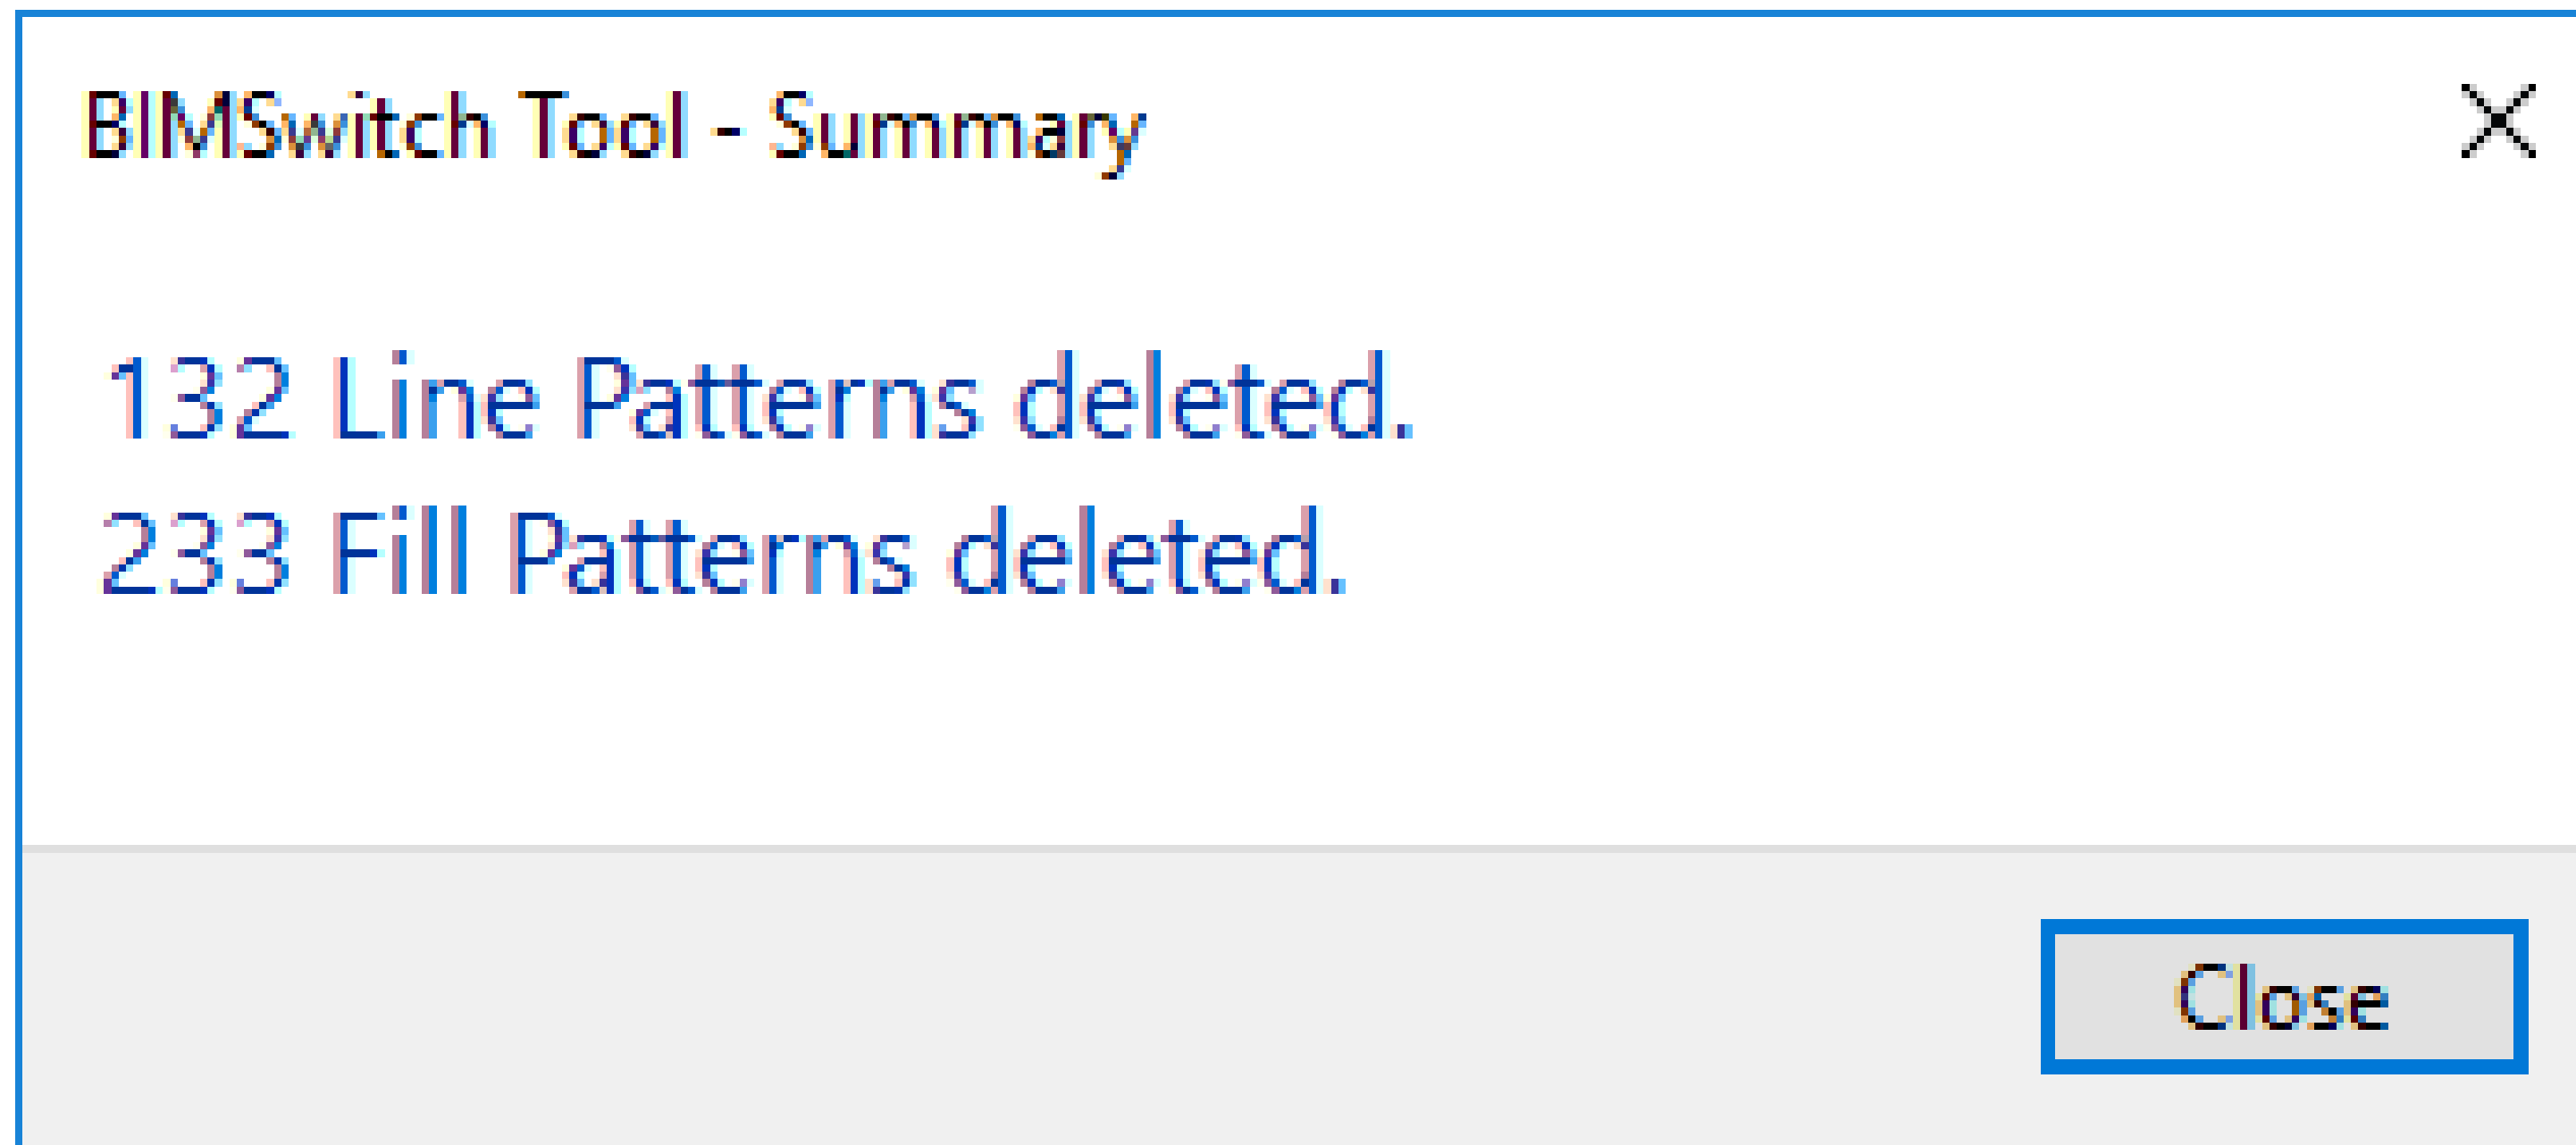 BIMSwitch Tool - Summary
132 Line Patterns deleted.
233 Fill Patterns deleted.
Close